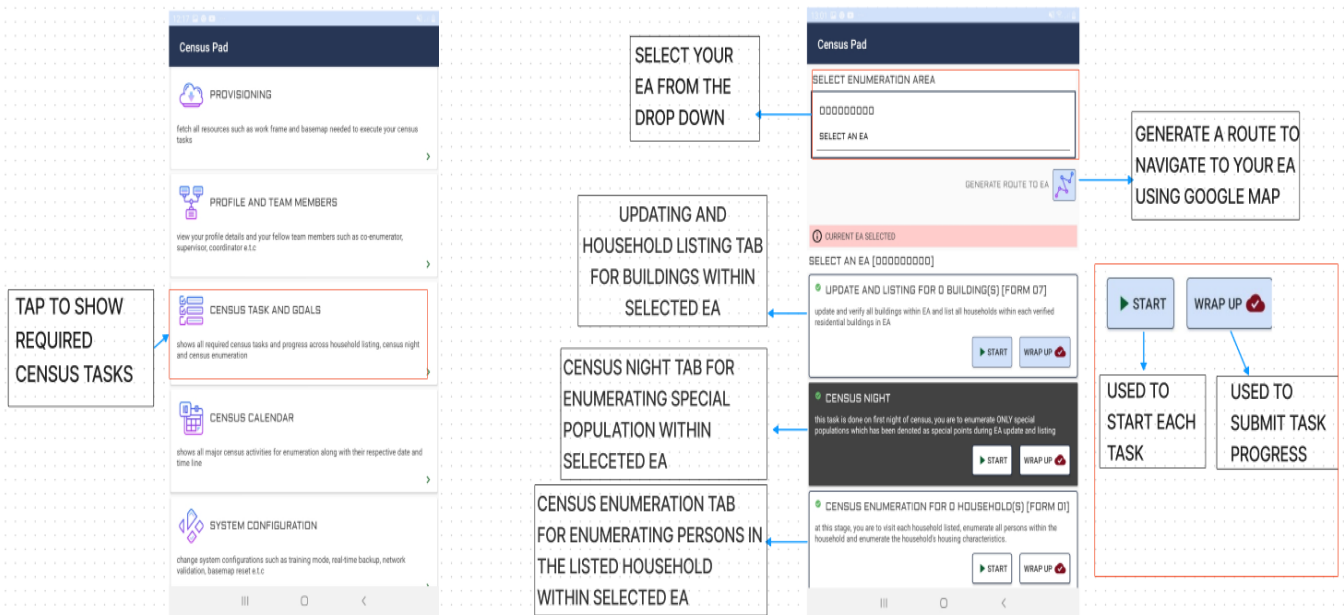 12:17
Census Pad
PROVISIONING
fetch all resources such as work frame and basemap needed to execute your census
tasks
PROFILE AND TEAM MEMBERS
view your profile details and your fellow team members such as co-enumerator,
supervisor, coordinator e.t.c
TAP TO SHOW
REQUIRED
CENSUS TASKS
CENSUS TASK AND GOALS
shows all required census tasks and progress across household listing, census night
and census enumeration
CENSUS CALENDAR
shows all major census activities for enumeration along with their respective date and
time line
SYSTEM CONFIGURATION
change system configurations such as training mode, real-time backup, network
validation, basemap reset e.t.c
SELECT YOUR
EA FROM THE
DROP DOWN
UPDATING AND
HOUSEHOLD LISTING TAB
FOR BUILDINGS WITHIN
SELECTED EA
CENSUS NIGHT TAB FOR
ENUMERATING SPECIAL
POPULATION WITHIN
SELECETED EA
CENSUS ENUMERATION TAB
FOR ENUMERATING PERSONS IN
THE LISTED HOUSEHOLD
WITHIN SELECTED EA
Census Pad
SELECT ENUMERATION AREA
000000000
SELECT AN EA
GENERATE ROUTE TO EA
CURRENT EA SELECTED
SELECT AN EA [000000000]
UPDATE AND LISTING FOR 0 BUILDING(S) [FORM 07]
update and verify all buildings within EA and list all households within each verified
residential buildings in EA
START WRAP UP
CENSUS NIGHT
this task is done on first night of census, you are to enumerate ONLY special
populations which has been denoted as special points during EA update and listing
START WRAP UP
CENSUS ENUMERATION FOR 0 HOUSEHOLD(S) [FORM 01]
at this stage, you are to visit each household listed, enumerate all persons within the
household and enumerate the household's housing characteristics.
START WRAP UP
GENERATE A ROUTE TO
NAVIGATE TO YOUR EA
USING GOOGLE MAP
START WRAP UP
USED TO
START EACH
TASK
USED TO
SUBMIT TASK
PROGRESS